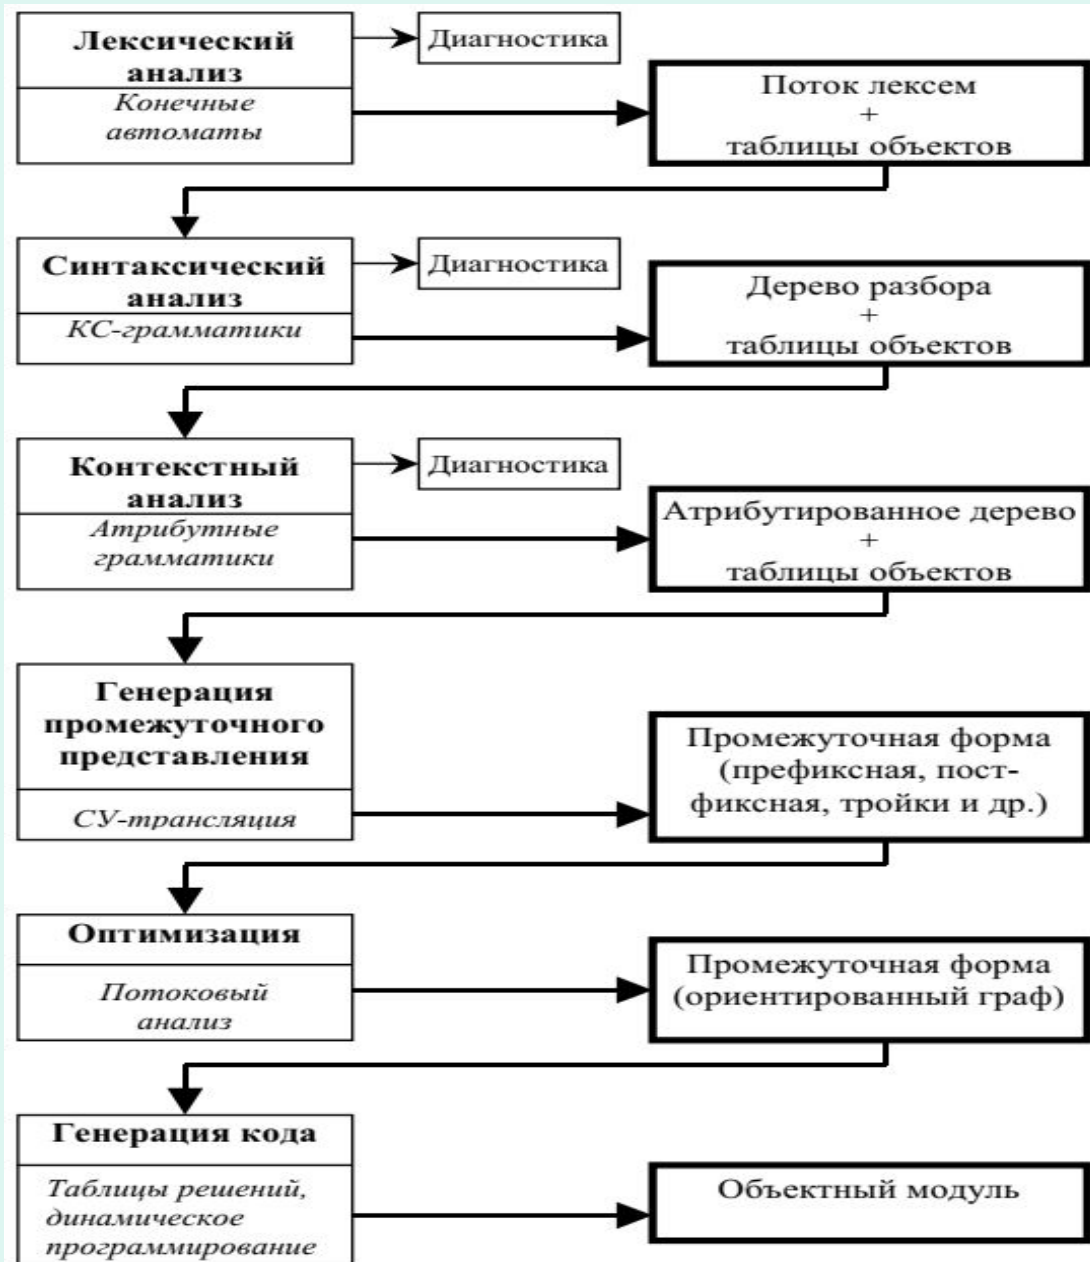 Лексический
анализ
Конечные
автоматы
Диагностика
Поток лексем
+
таблицы объектов
Синтаксический
анализ
КС-грамматики
Диагностика
Дерево разбора
+
таблицы объектов
Контекстный
анализ
Атрибутные
грамматики
Диагностика
Атрибутированное дерево
+
таблицы объектов
Генерация
промежуточного
представления
СУ-трансляция
Промежуточная форма
(префиксная, пост-
фиксная, тройки и др.)
Оптимизация
Потоковый
анализ
Промежуточная форма
(ориентированный граф)
Генерация кода
Таблицы решений,
динамическое
программирование
Объектный модуль